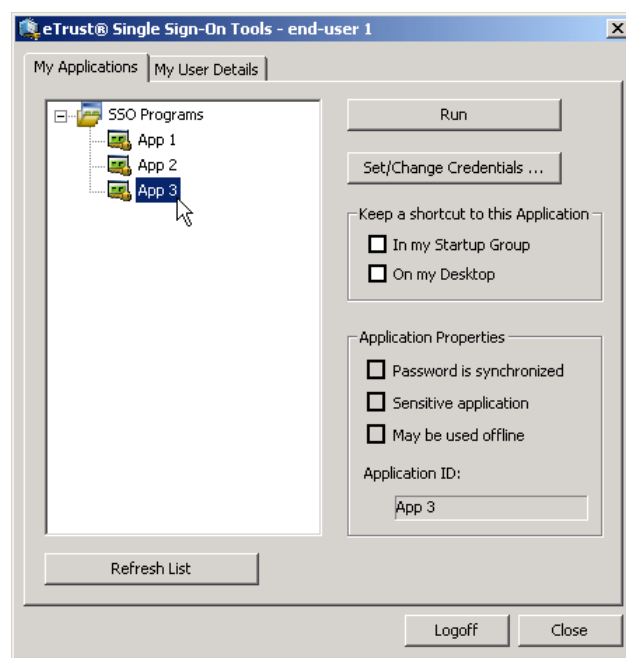 eTrust® Single Sign-On Tools - end-user 1
My Applications
My User Details
SSO Programs
App 1
App 2
App 3
Run
Set/Change Credentials ...
Keep a shortcut to this Application
In my Startup Group
On my Desktop
Application Properties
Password is synchronized
Sensitive application
May be used offline
Application ID:
App 3
Refresh List
Logoff
Close